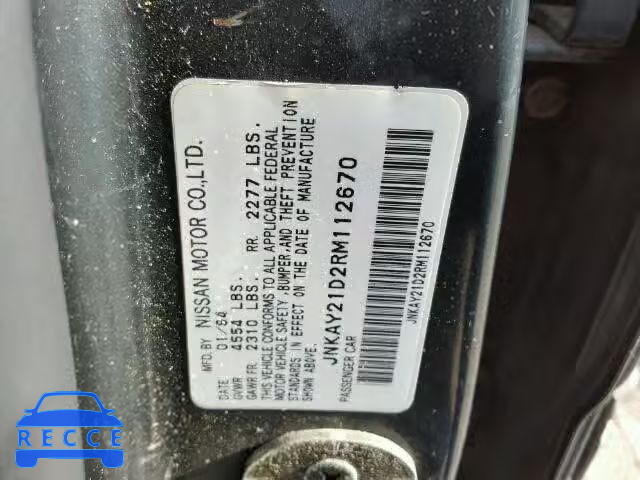 MFD. BY NISSAN MOTOR CO.,LTD.
DATE 01/94
GVWR 4554 LBS.
GAWR FR. 2310 LBS. RR. 2277 LBS.
THIS VEHICLE CONFORMS TO ALL APPLICABLE FEDERAL
MOTOR VEHICLE SAFETY ,BUMPER,AND THEFT PREVENTION
STANDARDS IN EFFECT ON THE DATE OF MANUFACTURE
SHOWN ABOVE.
JNKAY21D2RM112670
PASSENGER CAR
JNKAY21D2RM112670
RECCE